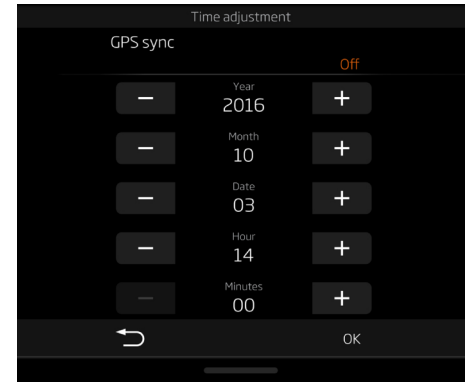 Time adjustment
GPS sync
Off
Year
− 2016 +
Month
− 10 +
Date
− 03 +
Hour
− 14 +
Minutes
− 00 +
OK